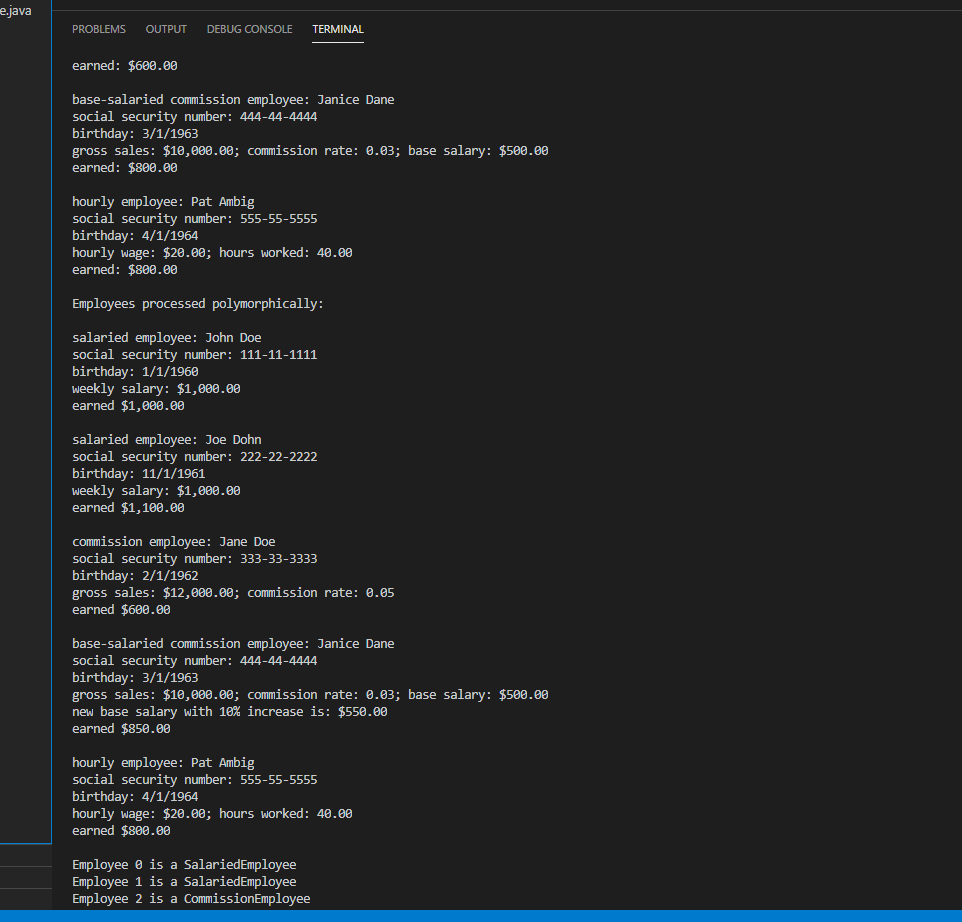 e.java
PROBLEMS OUTPUT DEBUG CONSOLE TERMINAL
earned: $600.00
base-salaried commission employee: Janice Dane
social security number: 444-44-4444
birthday: 3/1/1963
gross sales: $10,000.00; commission rate: 0.03; base salary: $500.00
earned: $800.00
hourly employee: Pat Ambig
social security number: 555-55-5555
birthday: 4/1/1964
hourly wage: $20.00; hours worked: 40.00
earned: $800.00
Employees processed polymorphically:
salaried employee: John Doe
social security number: 111-11-1111
birthday: 1/1/1960
weekly salary: $1,000.00
earned $1,000.00
salaried employee: Joe Dohn
social security number: 222-22-2222
birthday: 11/1/1961
weekly salary: $1,000.00
earned $1,100.00
commission employee: Jane Doe
social security number: 333-33-3333
birthday: 2/1/1962
gross sales: $12,000.00; commission rate: 0.05
earned $600.00
base-salaried commission employee: Janice Dane
social security number: 444-44-4444
birthday: 3/1/1963
gross sales: $10,000.00; commission rate: 0.03; base salary: $500.00
new base salary with 10% increase is: $550.00
earned $850.00
hourly employee: Pat Ambig
social security number: 555-55-5555
birthday: 4/1/1964
hourly wage: $20.00; hours worked: 40.00
earned $800.00
Employee 0 is a SalariedEmployee
Employee 1 is a SalariedEmployee
Employee 2 is a CommissionEmployee